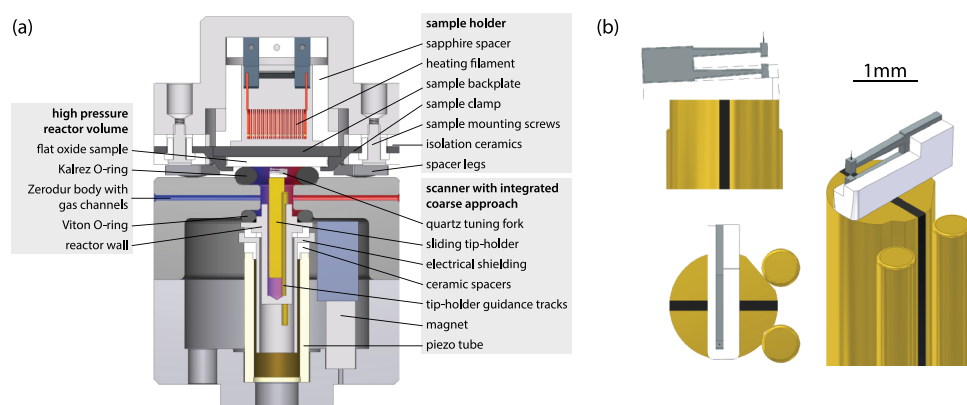 (a)
high pressure
reactor volume
flat oxide sample
Kalrez O-ring
Zerodur body with
gas channels
Viton O-ring
reactor wall
sample holder
sapphire spacer
heating filament
sample backplate
sample clamp
sample mounting screws
isolation ceramics
spacer legs
scanner with integrated
coarse approach
quartz tuning fork
sliding tip-holder
electrical shielding
ceramic spacers
tip-holder guidance tracks
magnet
piezo tube
(b)
1mm